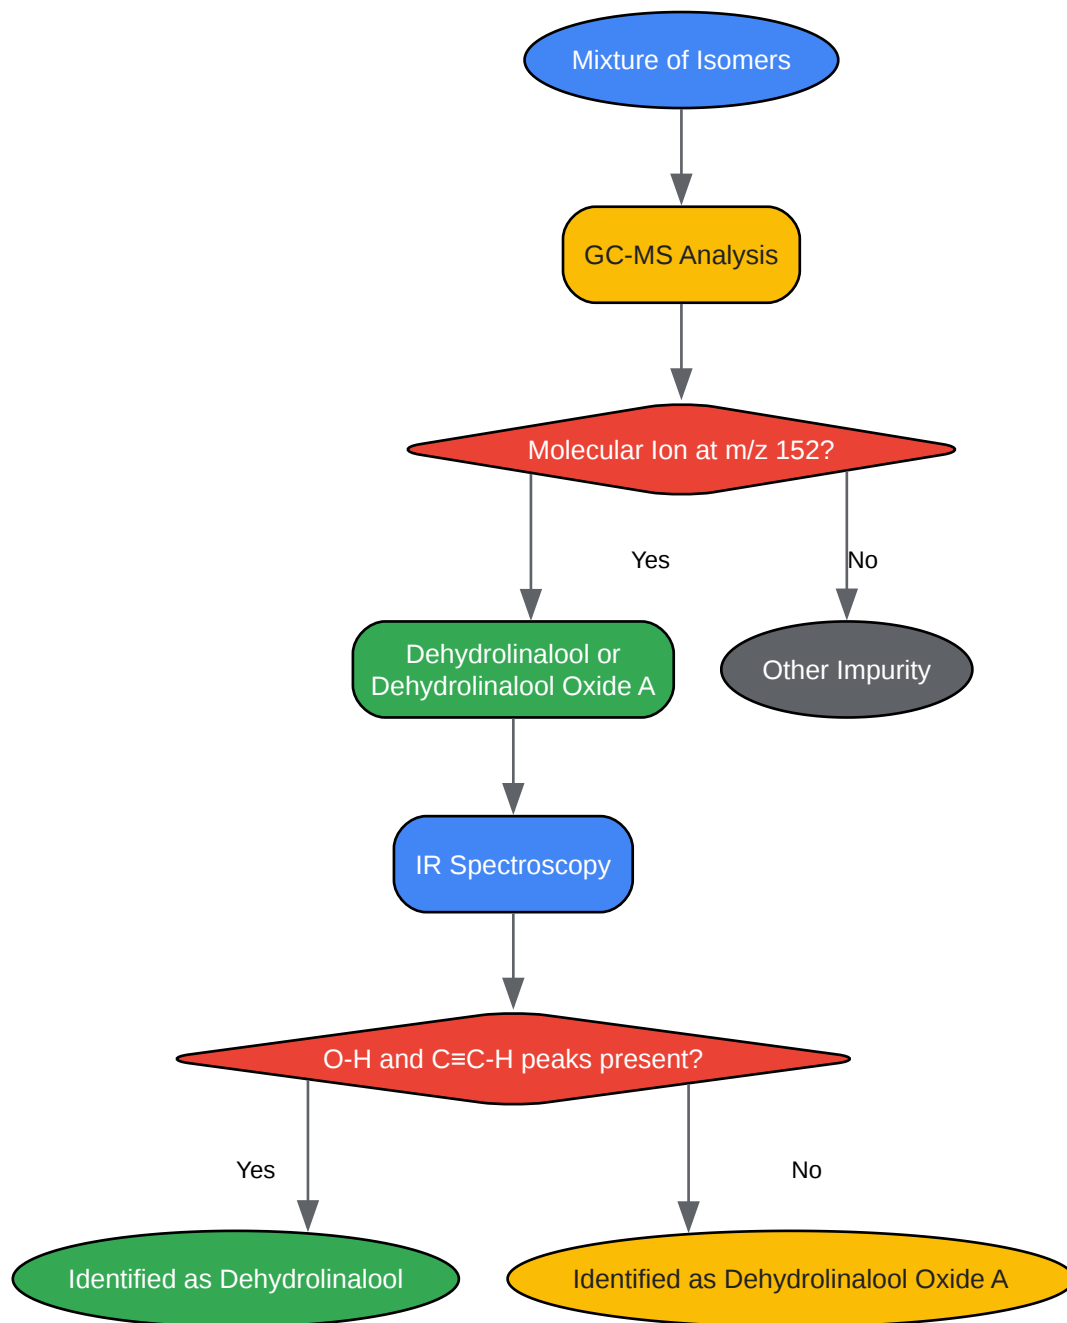 Mixture of Isomers
GC-MS Analysis
Molecular Ion at m/z 152?
Yes
No
Dehydrolinalool or
Dehydrolinalool Oxide A
Other Impurity
IR Spectroscopy
O-H and C≡C-H peaks present?
Yes
No
Identified as Dehydrolinalool
Identified as Dehydrolinalool Oxide A